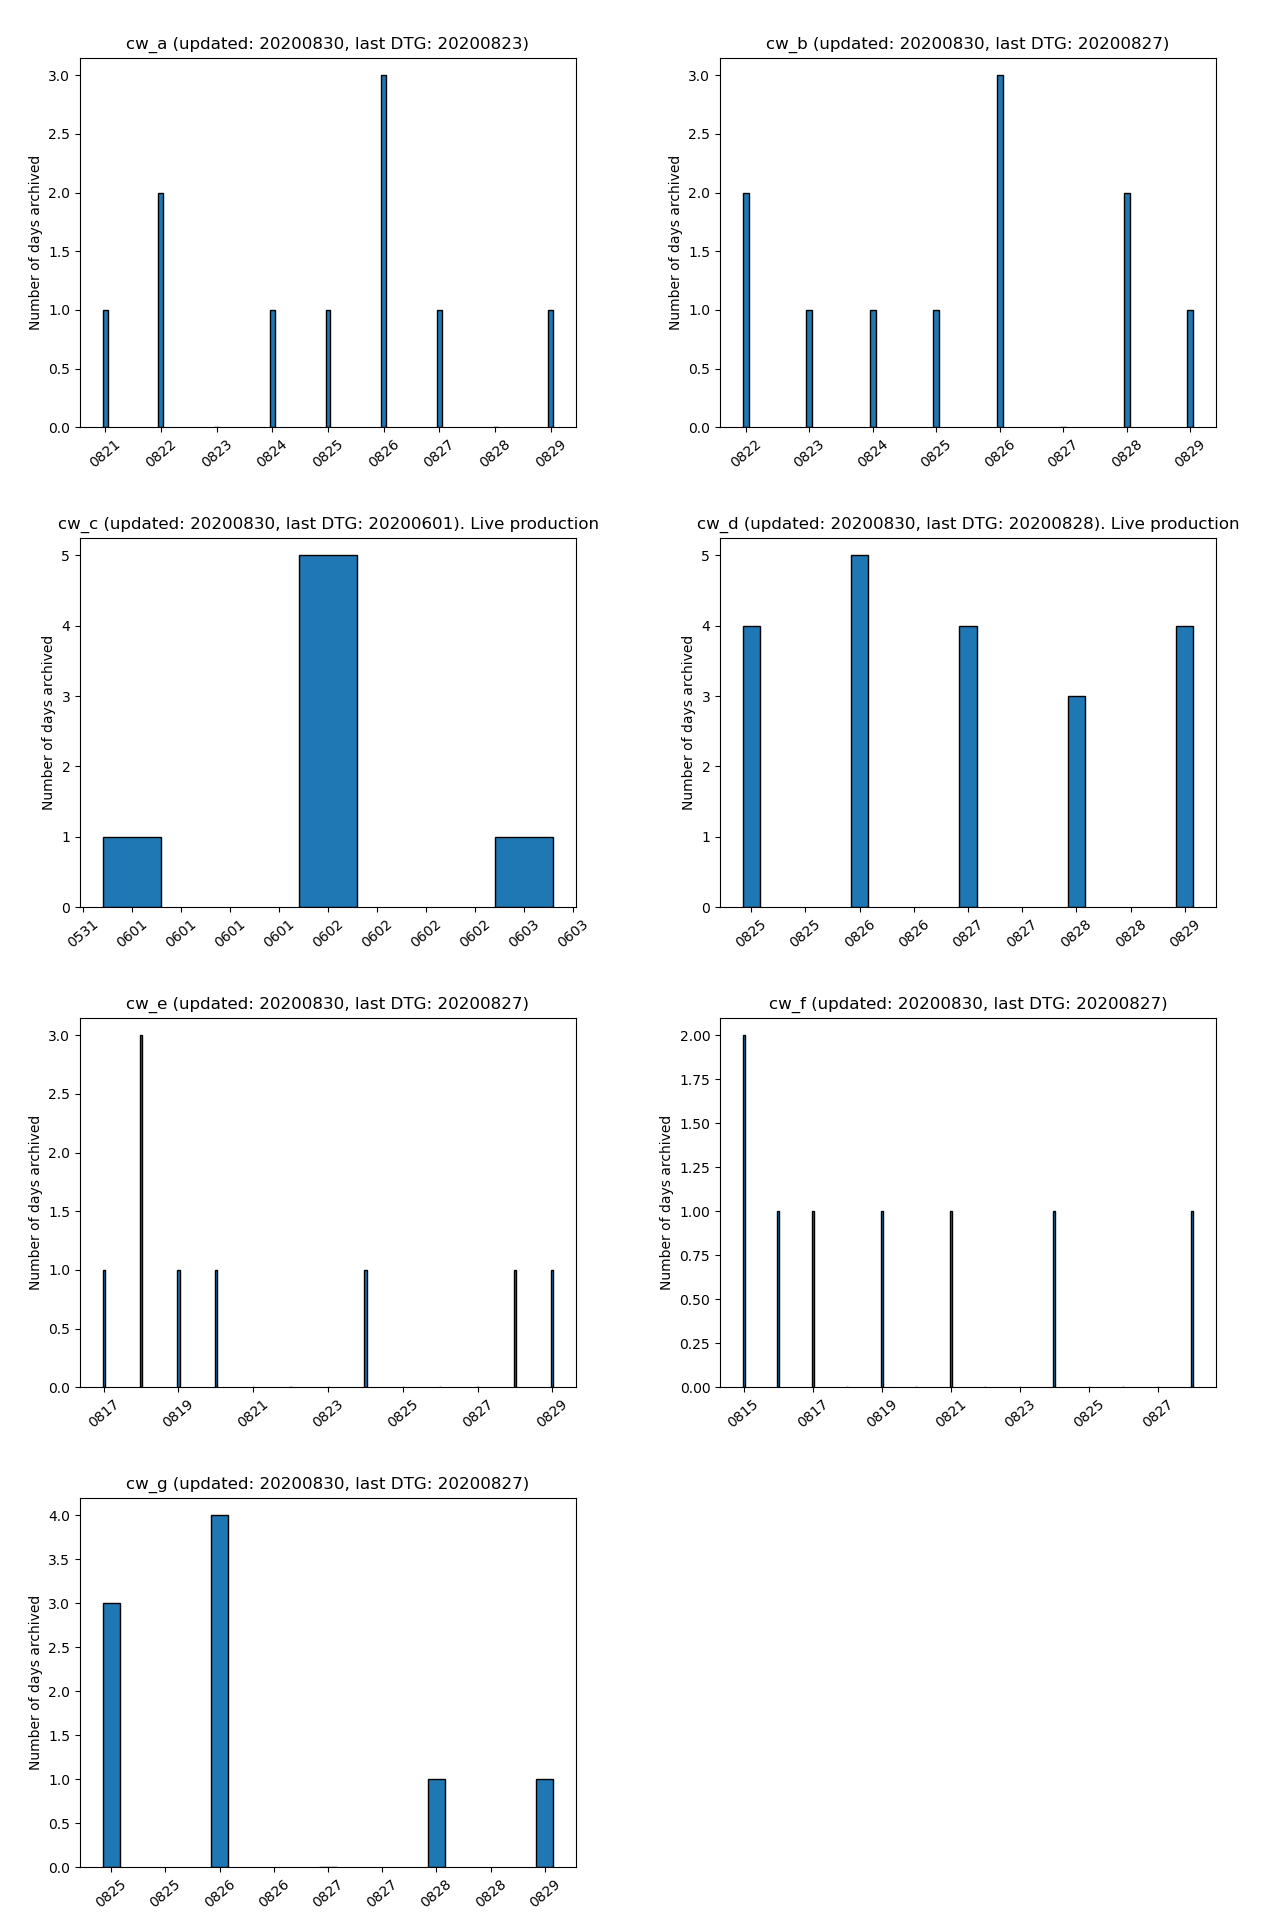 cw_a (updated: 20200830, last DTG: 20200823)
Number of days archived
3.0
2.5
2.0
1.5
1.0
0.5
0.0
0821 0822 0823 0824 0825 0826 0827 0828 0829
cw_b (updated: 20200830, last DTG: 20200827)
Number of days archived
3.0
2.5
2.0
1.5
1.0
0.5
0.0
0822 0823 0824 0825 0826 0827 0828 0829
cw_c (updated: 20200830, last DTG: 20200601). Live production
Number of days archived
5
4
3
2
1
0
0531 0601 0601 0601 0601 0602 0602 0602 0602 0603 0603
cw_d (updated: 20200830, last DTG: 20200828). Live production
Number of days archived
5
4
3
2
1
0
0825 0825 0826 0826 0827 0827 0828 0828 0829
cw_e (updated: 20200830, last DTG: 20200827)
Number of days archived
3.0
2.5
2.0
1.5
1.0
0.5
0.0
0817 0819 0821 0823 0825 0827 0829
cw_f (updated: 20200830, last DTG: 20200827)
Number of days archived
2.00
1.75
1.50
1.25
1.00
0.75
0.50
0.25
0.00
0815 0817 0819 0821 0823 0825 0827
cw_g (updated: 20200830, last DTG: 20200827)
Number of days archived
4.0
3.5
3.0
2.5
2.0
1.5
1.0
0.5
0.0
0825 0825 0826 0826 0827 0827 0828 0828 0829